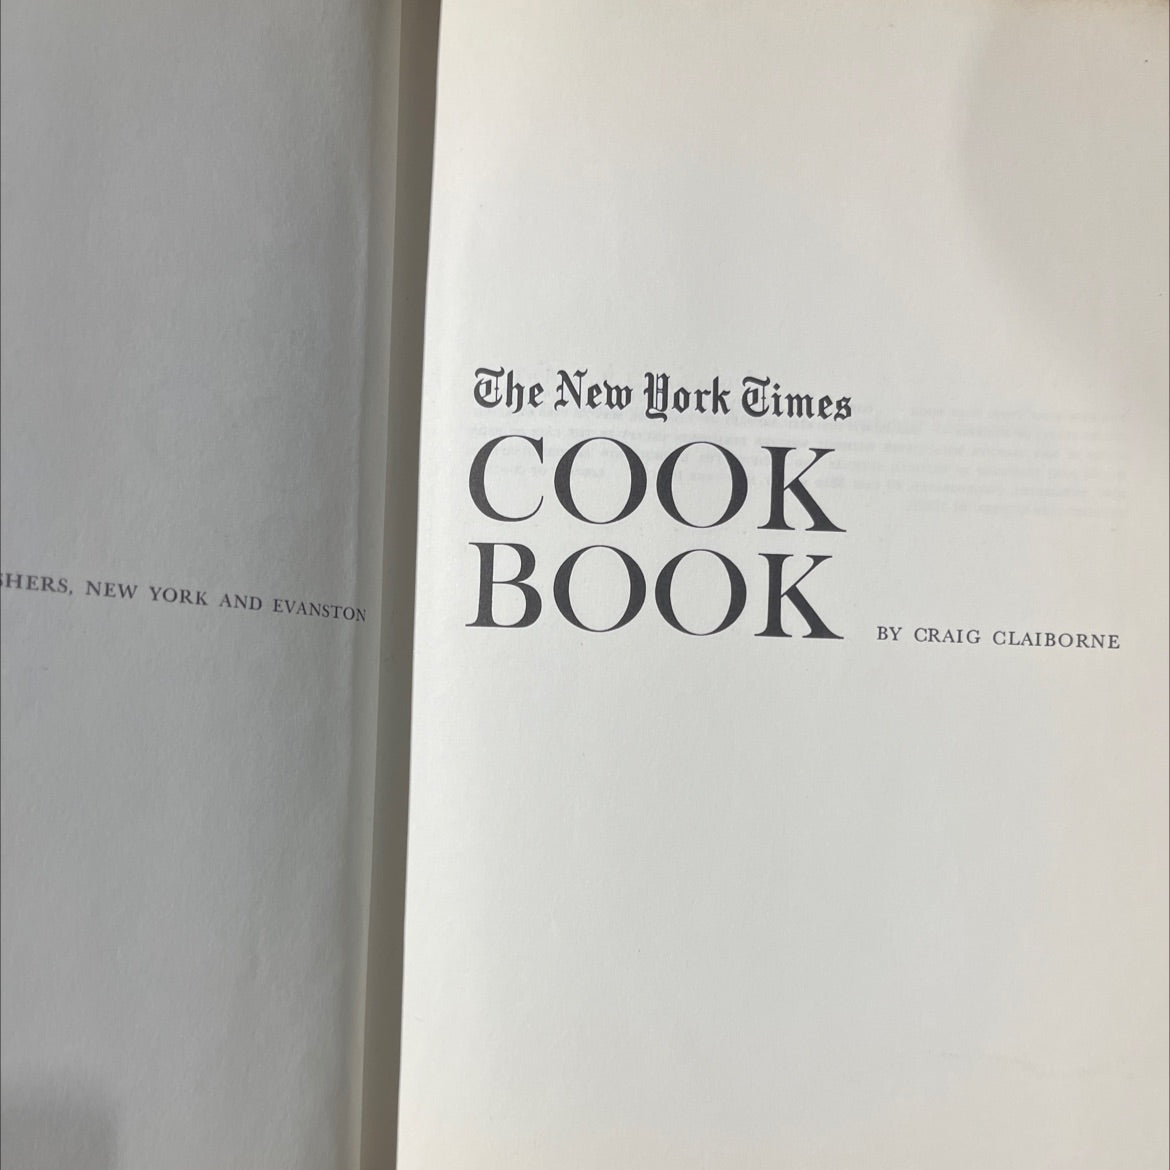 SHERS, NEW YORK AND EVANSTON
The New York Times
COOK
BOOK
BY CRAIG CLAIBORNE